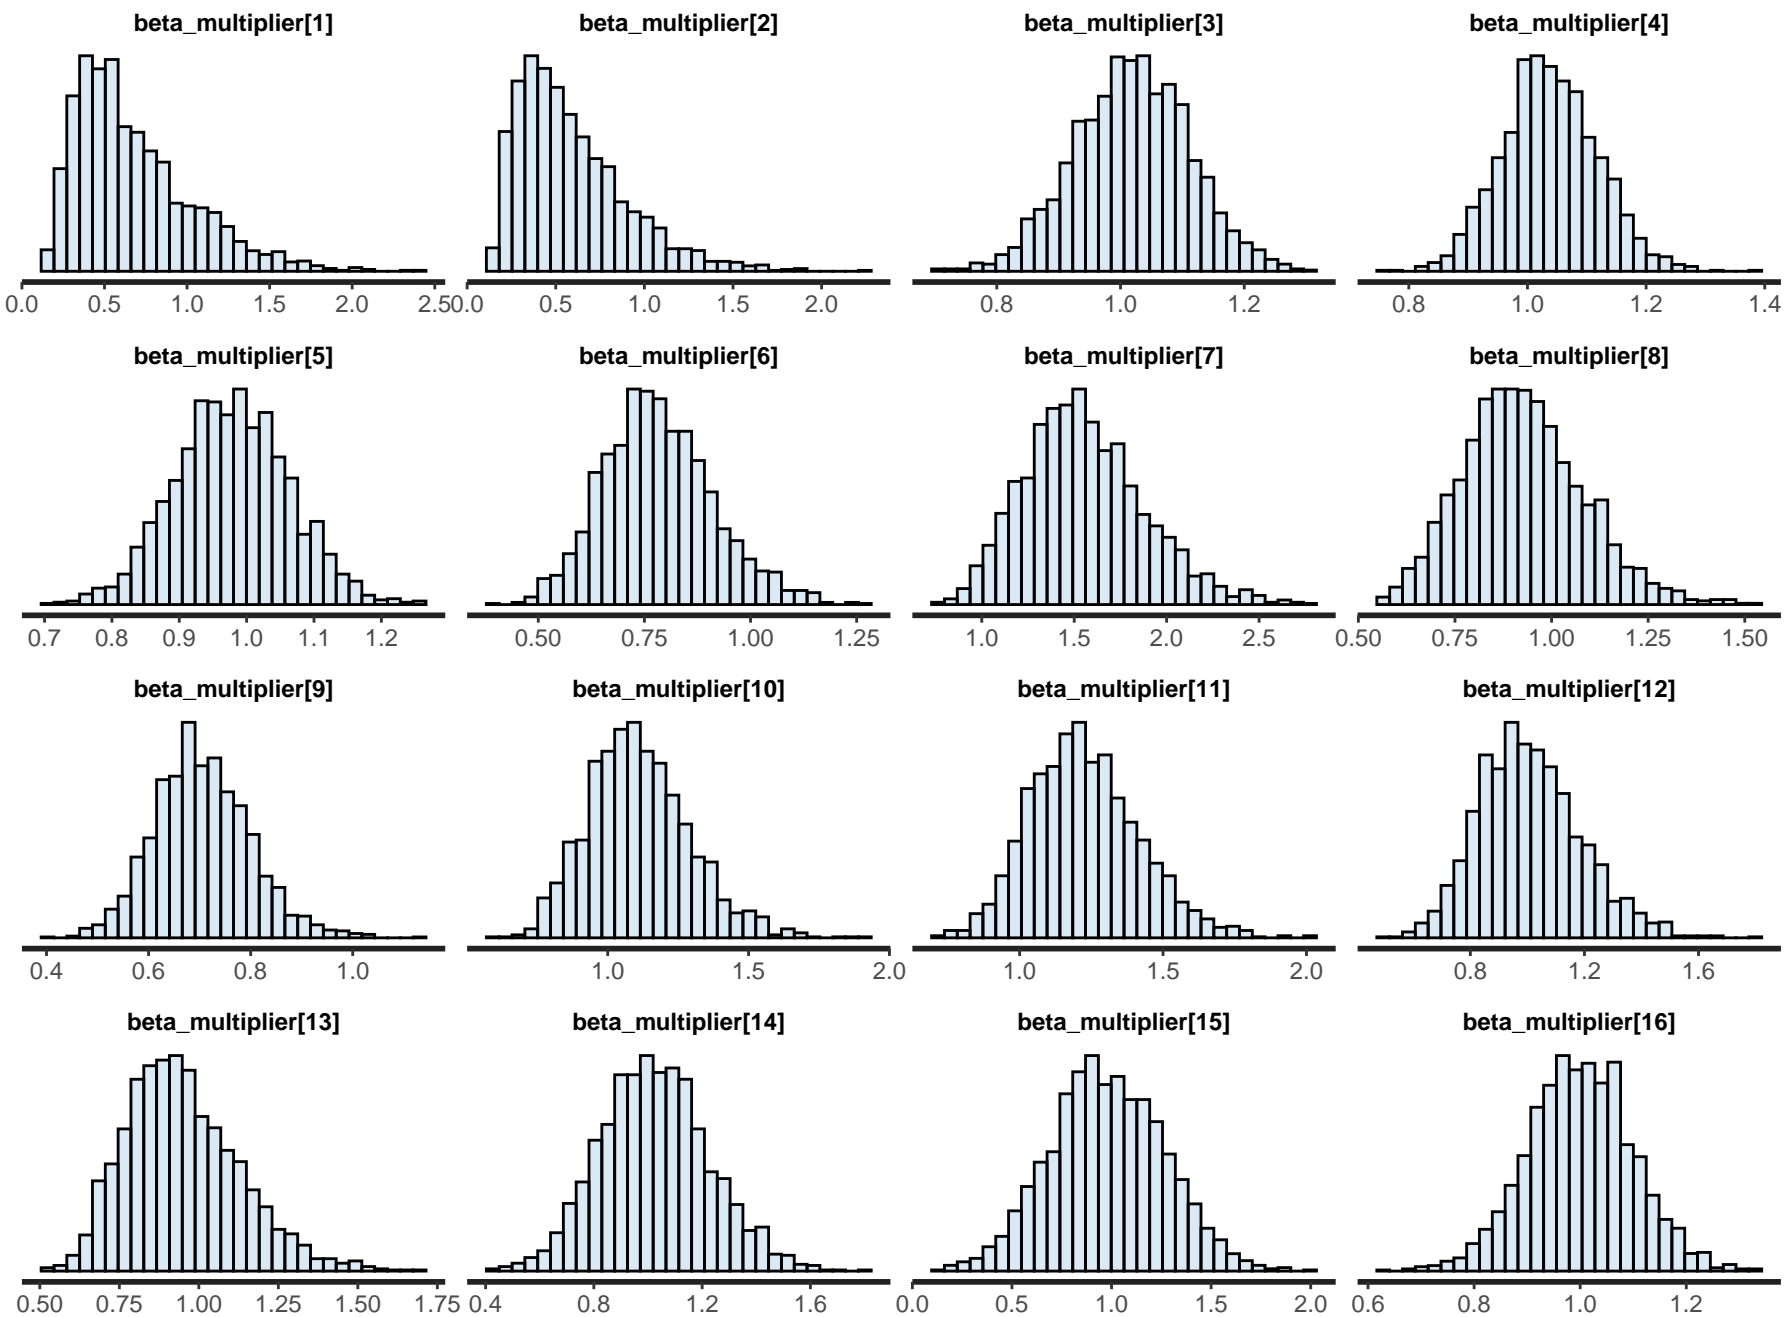 beta_multiplier[1] beta_multiplier[2] beta_multiplier[3] beta_multiplier[4]
0.0 0.5 1.0 1.5 2.0 2.5 0.0 0.5 1.0 1.5 2.0 0.8 1.0 1.2 0.8 1.0 1.2 1.4
beta_multiplier[5] beta_multiplier[6] beta_multiplier[7] beta_multiplier[8]
0.7 0.8 0.9 1.0 1.1 1.2 0.50 0.75 1.00 1.25 1.0 1.5 2.0 2.5 0.50 0.75 1.00 1.25 1.50
beta_multiplier[9] beta_multiplier[10] beta_multiplier[11] beta_multiplier[12]
0.4 0.6 0.8 1.0 1.0 1.5 2.0 1.0 1.5 2.0 0.8 1.2 1.6
beta_multiplier[13] beta_multiplier[14] beta_multiplier[15] beta_multiplier[16]
0.50 0.75 1.00 1.25 1.50 1.75 0.4 0.8 1.2 1.6 0.0 0.5 1.0 1.5 2.0 0.6 0.8 1.0 1.2